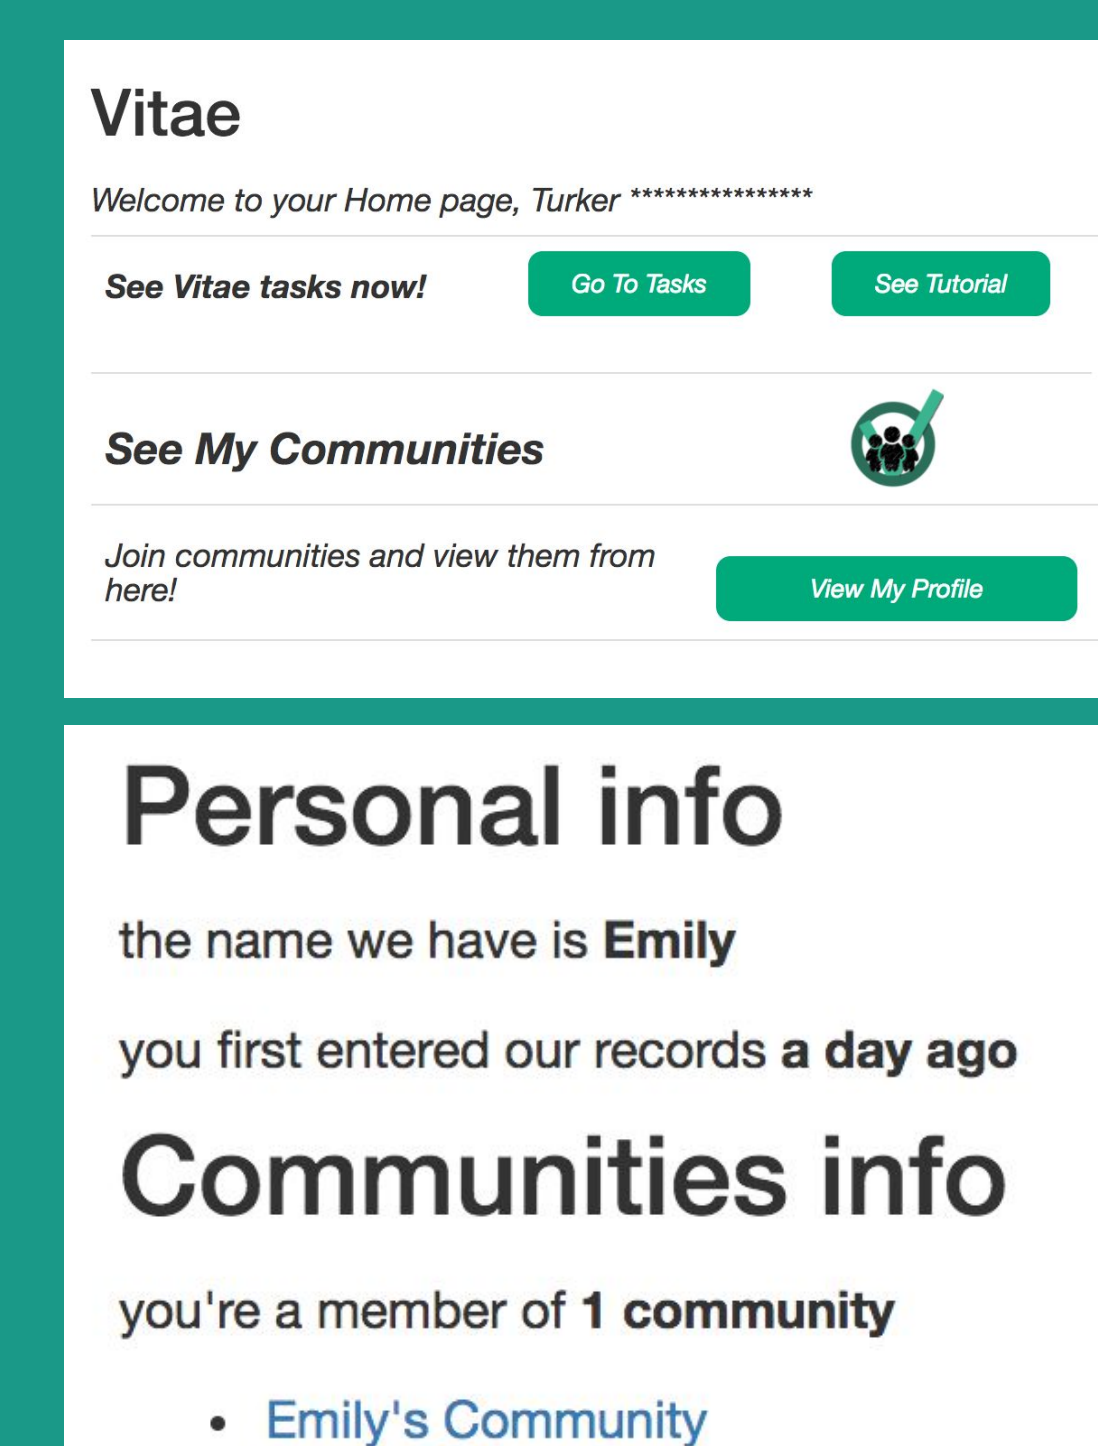 Vitae
Welcome to your Home page, Turker ****************
See Vitae tasks now!
Go To Tasks
See Tutorial
See My Communities
Join communities and view them from
here!
View My Profile
Personal info
the name we have is Emily
you first entered our records a day ago
Communities info
you're a member of 1 community
• Emily's Community